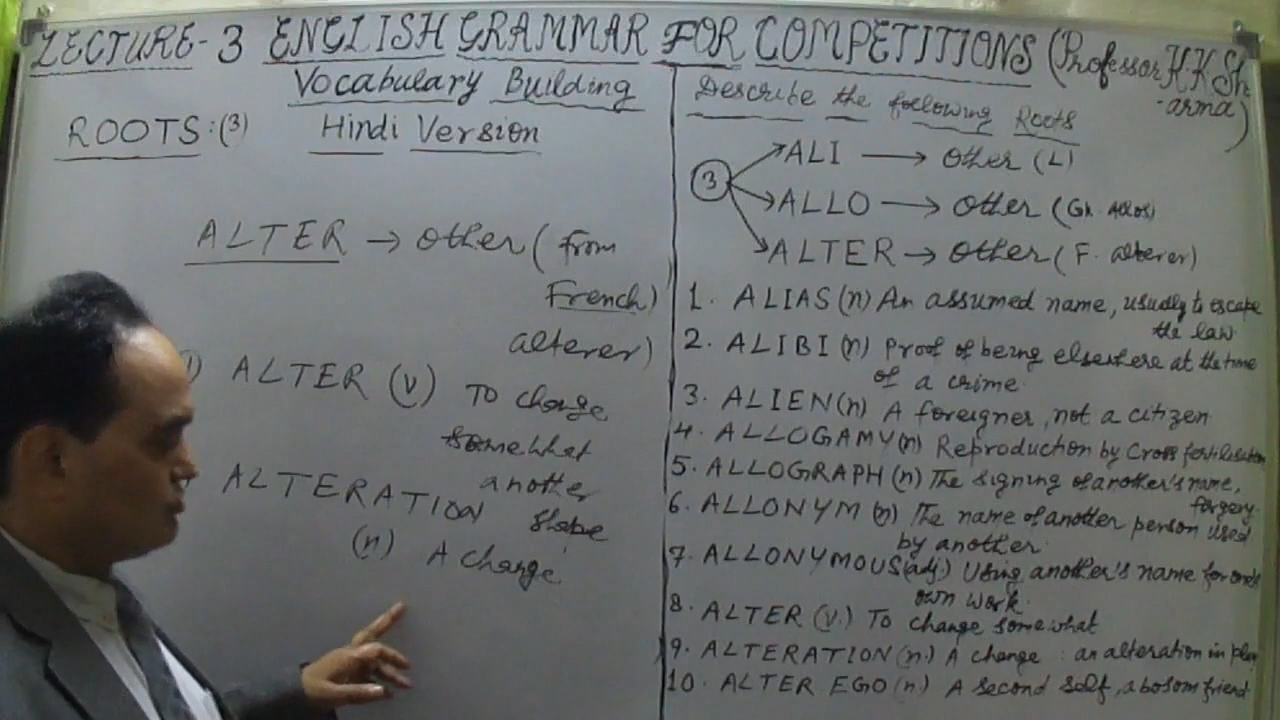 LECTURE-3 ENGLISH GRAMMAR FOR COMPETITIONS (Professor K.K Sh
-arma)
Vocabulary Building
ROOTS:(3) Hindi Version
ALTER → other (from
French)
alterer)
1) ALTER (v) To change
somewhat
another
shape
ALTERATION
(n) A change
Describe the following Roots
3
ALI → other (L)
ALLO → other (Gk. Allos)
ALTER → other (F. alterer)
1. ALIAS (n) An assumed name, usually to escape
the law
2. ALIBI (n) Proof of being elsewhere at the time
of a crime
3. ALIEN (n) A foreigner, not a citizen
4. ALLOGAMY (n) Reproduction by Cross fertilisation
5. ALLOGRAPH (n) The signing of another's name,
forgery.
6. ALLONYM (n) The name of another person used
by another.
7. ALLONYMOUS (adj.) Using another's name for one's
own work.
8. ALTER (v.) To change somewhat
9. ALTERATION (n.) A change : an alteration in plan
10. ALTER EGO (n.) A second self, a bosom friend